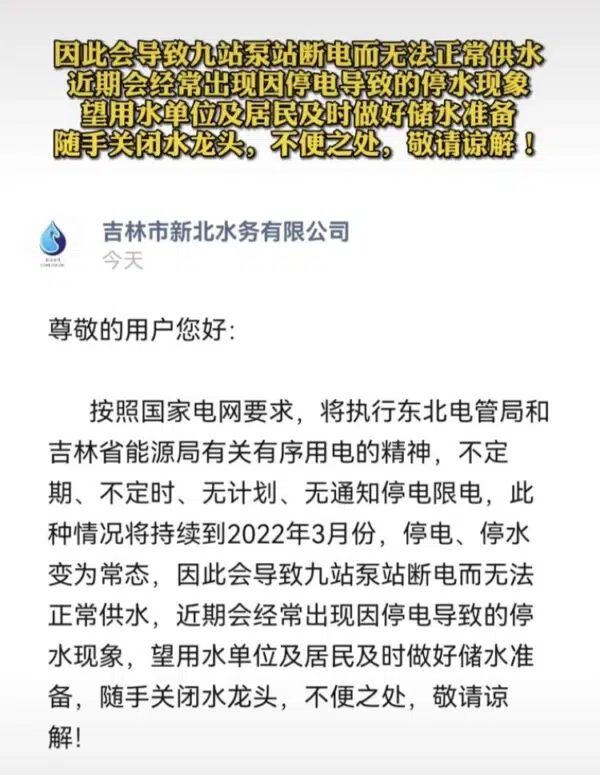 因此会导致九站泵站断电而无法正常供水
近期会经常出现因停电导致的停水现象
望用水单位及居民及时做好储水准备
随手关闭水龙头，不便之处，敬请谅解！
吉林市新北水务有限公司
今天
尊敬的用户您好:
按照国家电网要求，将执行东北电管局和
吉林省能源局有关有序用电的精神，不定
期、不定时、无计划、无通知停电限电，此
种情况将持续到2022年3月份，停电、停水
变为常态，因此会导致九站泵站断电而无法
正常供水，近期会经常出现因停电导致的停
水现象，望用水单位及居民及时做好储水准
备，随手关闭水龙头，不便之处，敬请谅
解!